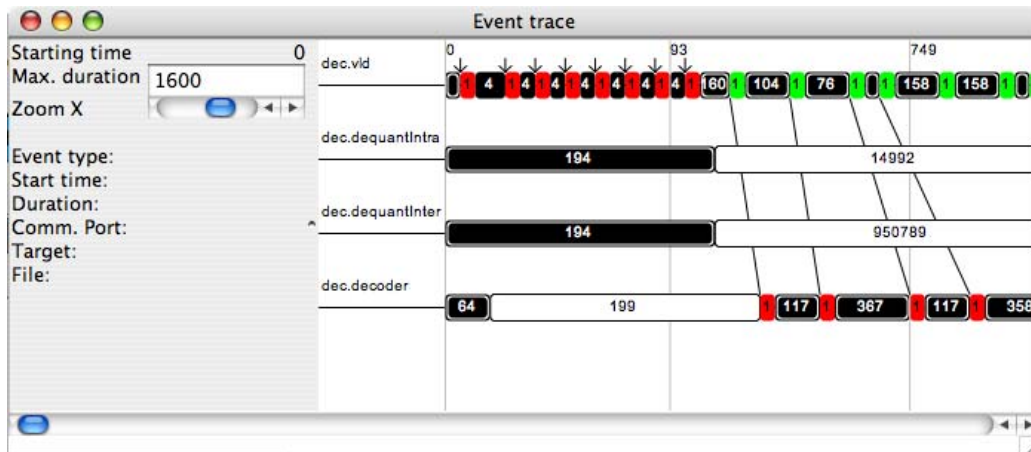 Event trace
Starting time 0
Max. duration 1600
Zoom X
Event type:
Start time:
Duration:
Comm. Port:
Target:
File:
0 93 749
dec.vld
1 4 1 4 1 4 1 4 1 4 1 4 1 4 1 4 160 1 104 1 76 1 1 158 1 158 1
dec.dequantIntra
194 14992
dec.dequantInter
194 950789
dec.decoder
64 199 1 117 1 367 1 117 1 358